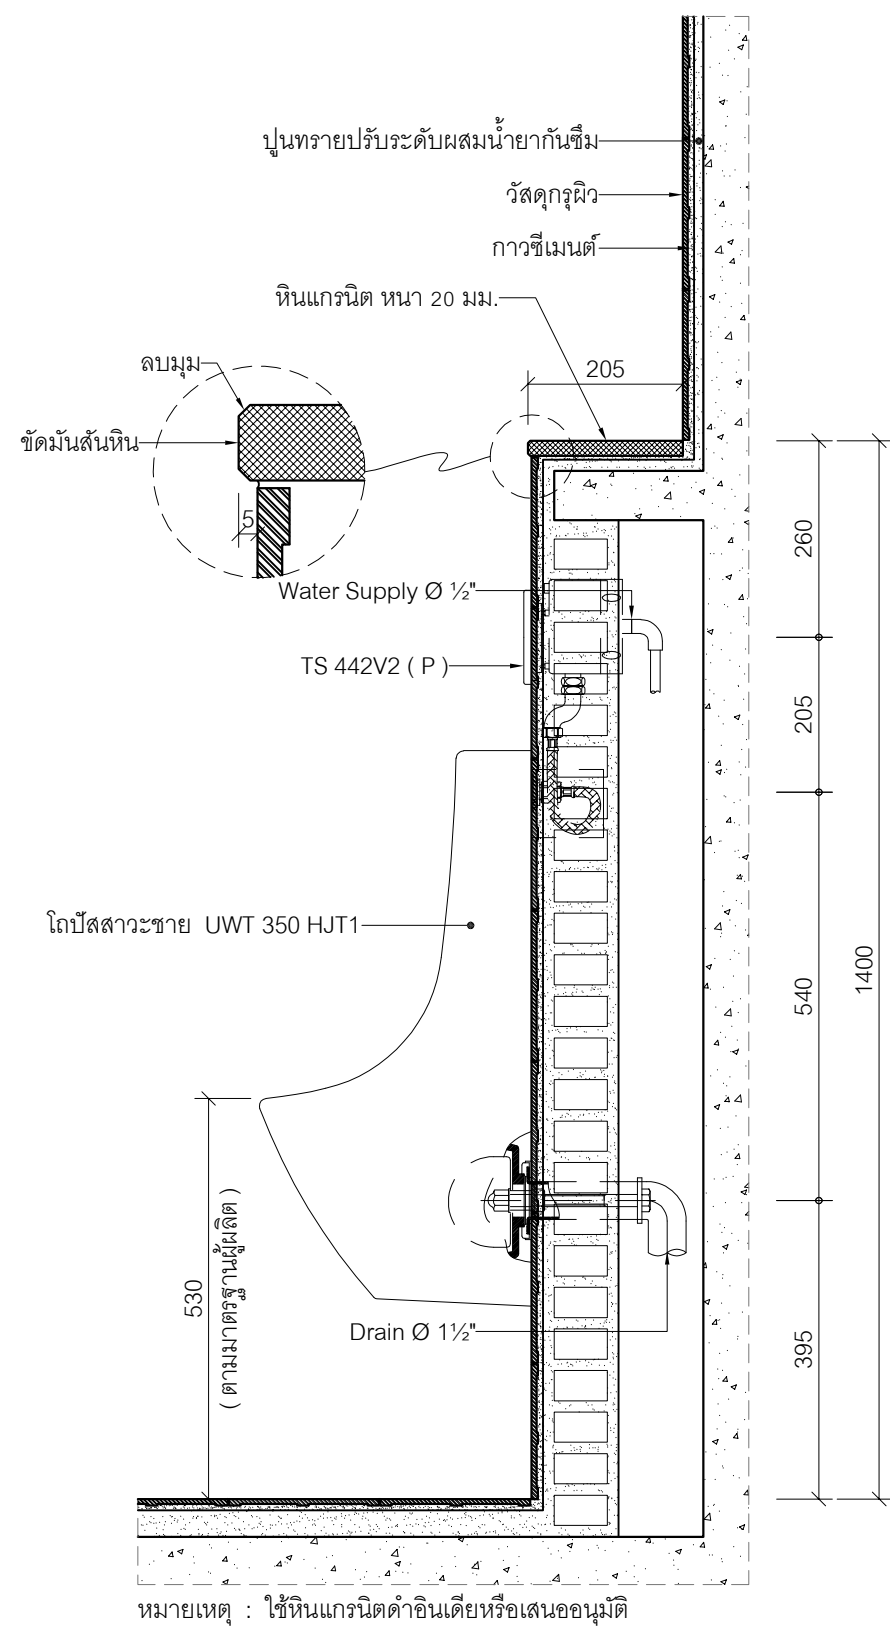 ปูนทรายปรับระดับผสมน้ำยากันซึม
วัสดุกรุผิว
กาวซีเมนต์
หินแกรนิต หนา 20 มม.
205
ลบมุม
ขัดมันสันหิน
5
260
Water Supply Ø ½"
TS 442V2 ( P )
205
โถปัสสาวะชาย UWT 350 HJT1
540
1400
530
( ตามมาตรฐานผู้ผลิต )
Drain Ø 1½"
395
หมายเหตุ : ใช้หินแกรนิตดำอินเดียหรือเสนออนุมัติ